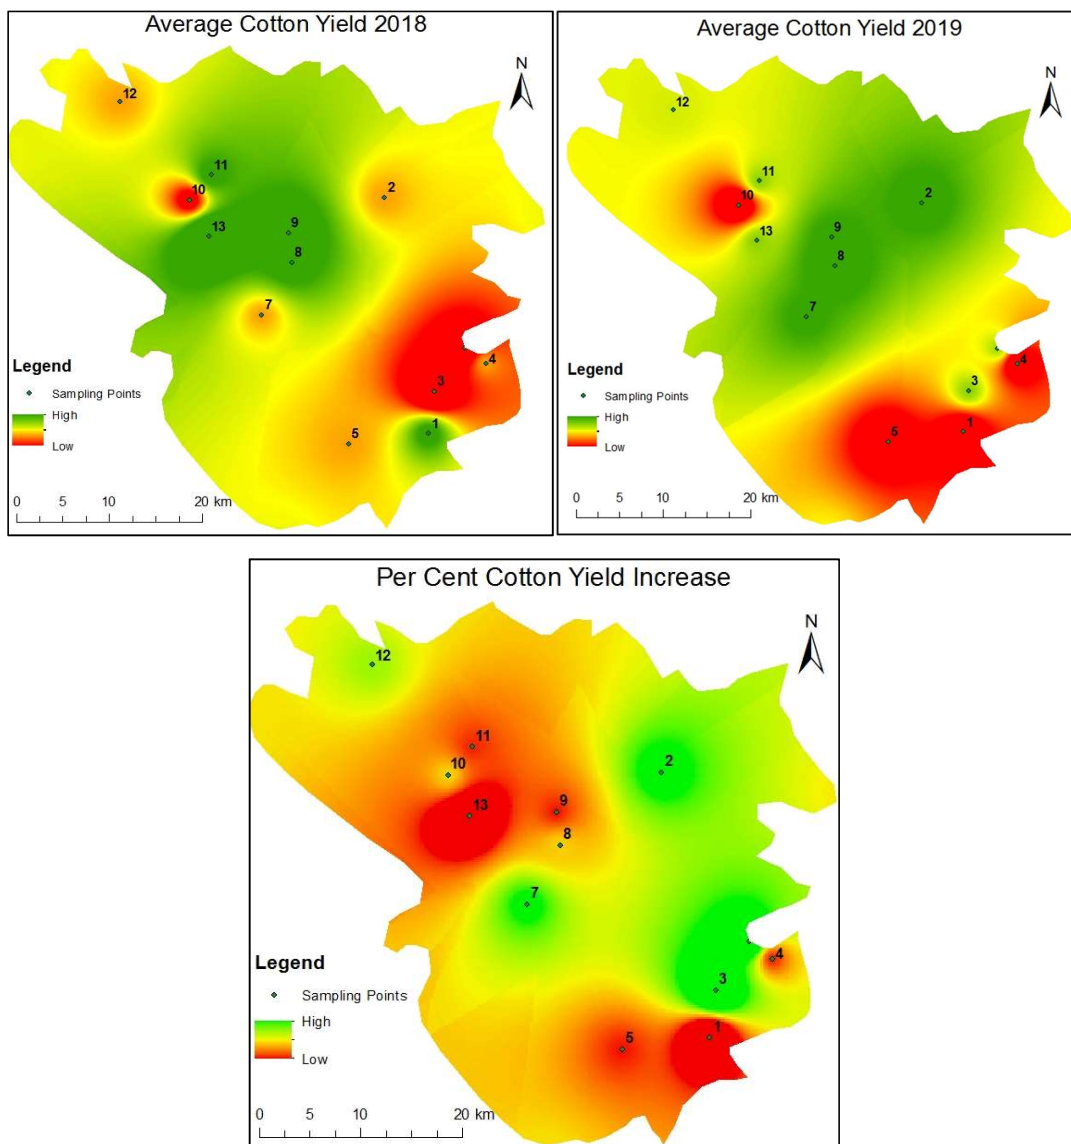 Average Cotton Yield 2018
N
12
11
10
2
13
9
8
7
4
3
1
5
Legend
Sampling Points
High
Low
0 5 10 20 km
Average Cotton Yield 2019
N
12
11
10
2
13
9
8
7
4
3
1
5
Legend
Sampling Points
High
Low
0 5 10 20 km
Per Cent Cotton Yield Increase
N
12
11
10
2
13
9
8
7
4
3
1
5
Legend
Sampling Points
High
Low
0 5 10 20 km